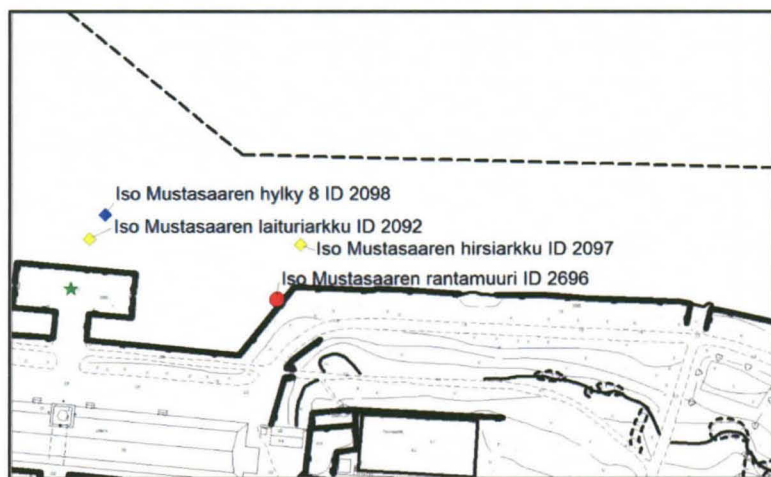 Iso Mustasaaren hylky 8 ID 2098
Iso Mustasaaren laituriarkku ID 2092
Iso Mustasaaren hirsiarkku ID 2097
Iso Mustasaaren rantamuuri ID 2696